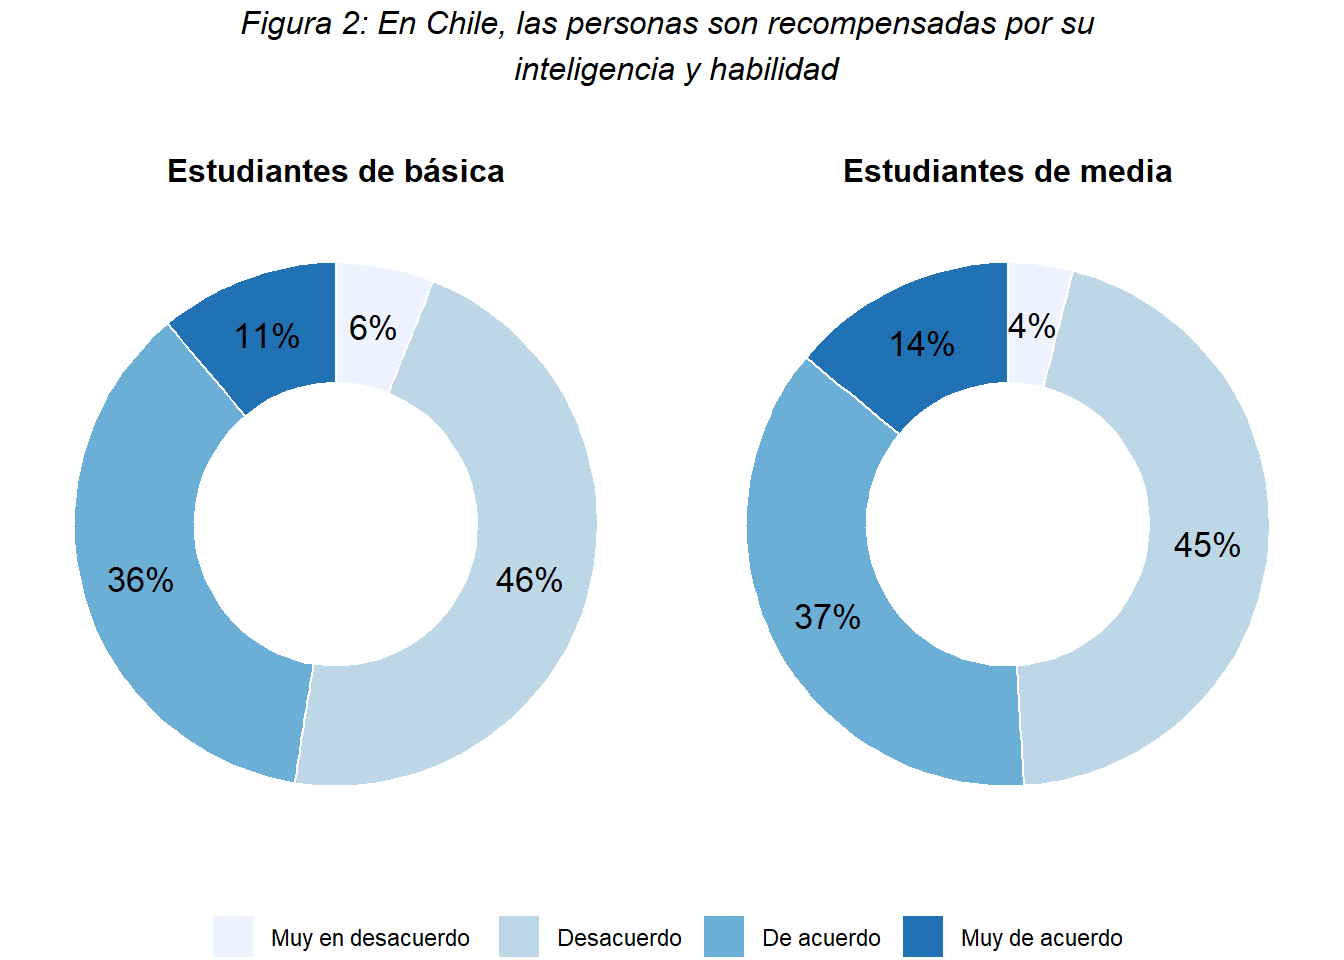 Figura 2: En Chile, las personas son recompensadas por su
inteligencia y habilidad
Estudiantes de básica
11%
6%
36%
46%
Estudiantes de media
14%
4%
37%
45%
Muy en desacuerdo
Desacuerdo
De acuerdo
Muy de acuerdo